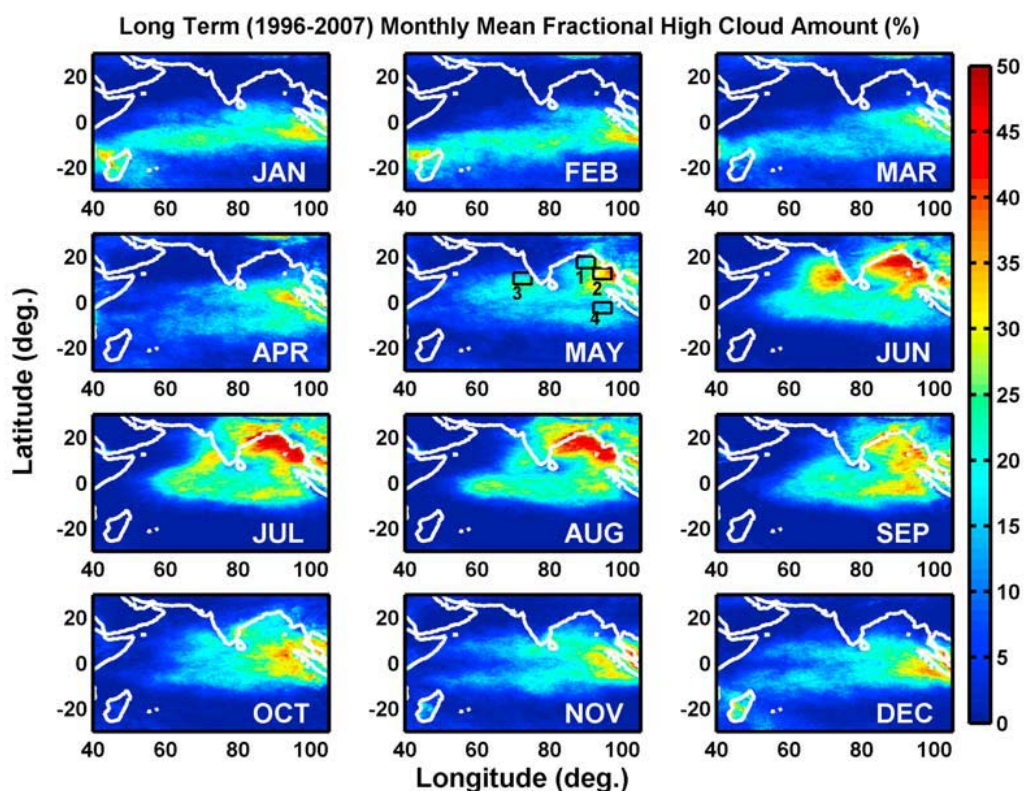 Long Term (1996-2007) Monthly Mean Fractional High Cloud Amount (%)
20
0
-20
JAN
40 60 80 100
20
0
-20
FEB
40 60 80 100
20
0
-20
MAR
40 60 80 100
20
0
-20
APR
40 60 80 100
20
0
-20
1
2
3
4
MAY
40 60 80 100
20
0
-20
JUN
40 60 80 100
20
0
-20
JUL
40 60 80 100
20
0
-20
AUG
40 60 80 100
20
0
-20
SEP
40 60 80 100
20
0
-20
OCT
40 60 80 100
20
0
-20
NOV
40 60 80 100
20
0
-20
DEC
40 60 80 100
Latitude (deg.)
Longitude (deg.)
50
45
40
35
30
25
20
15
10
5
0